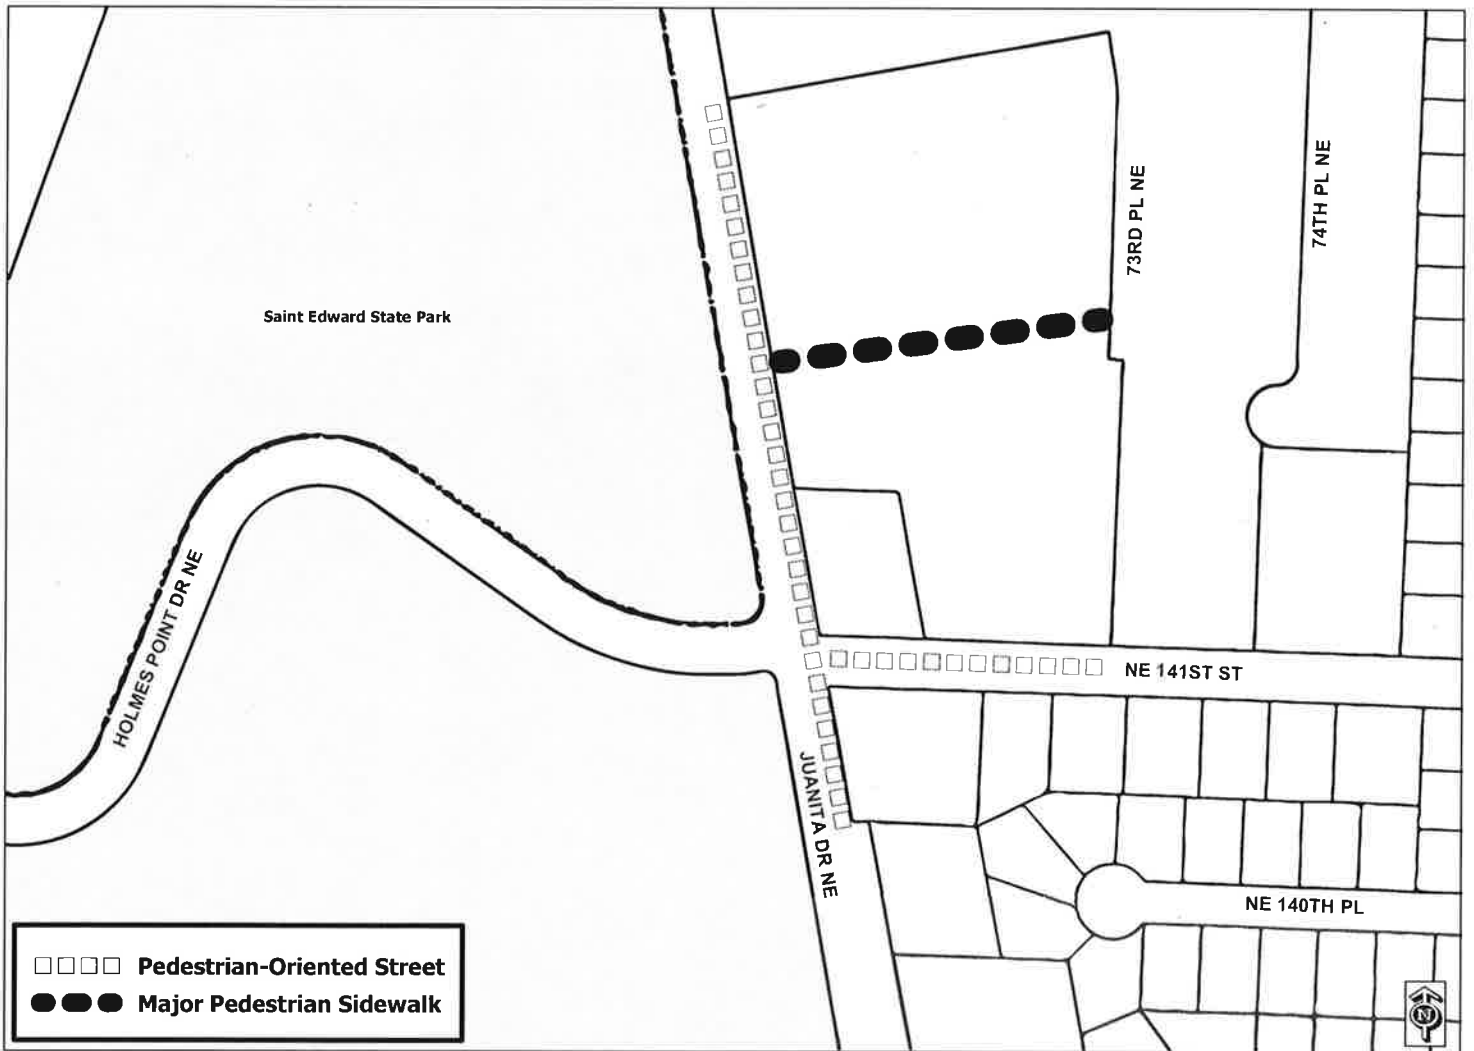 73RD PL NE
74TH PL NE
Saint Edward State Park
HOLMES POINT DR NE
NE 141ST ST
JUANITA DR NE
NE 140TH PL
Pedestrian-Oriented Street
Major Pedestrian Sidewalk
N